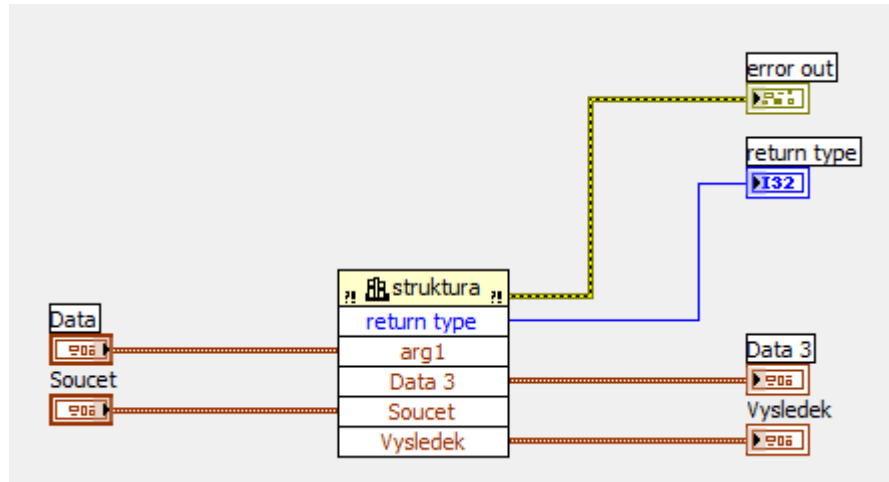 error out
return type
I32
?! struktura ?!
return type
Data
arg1
Data 3
Data 3
Soucet
Soucet
Vysledek
Vysledek